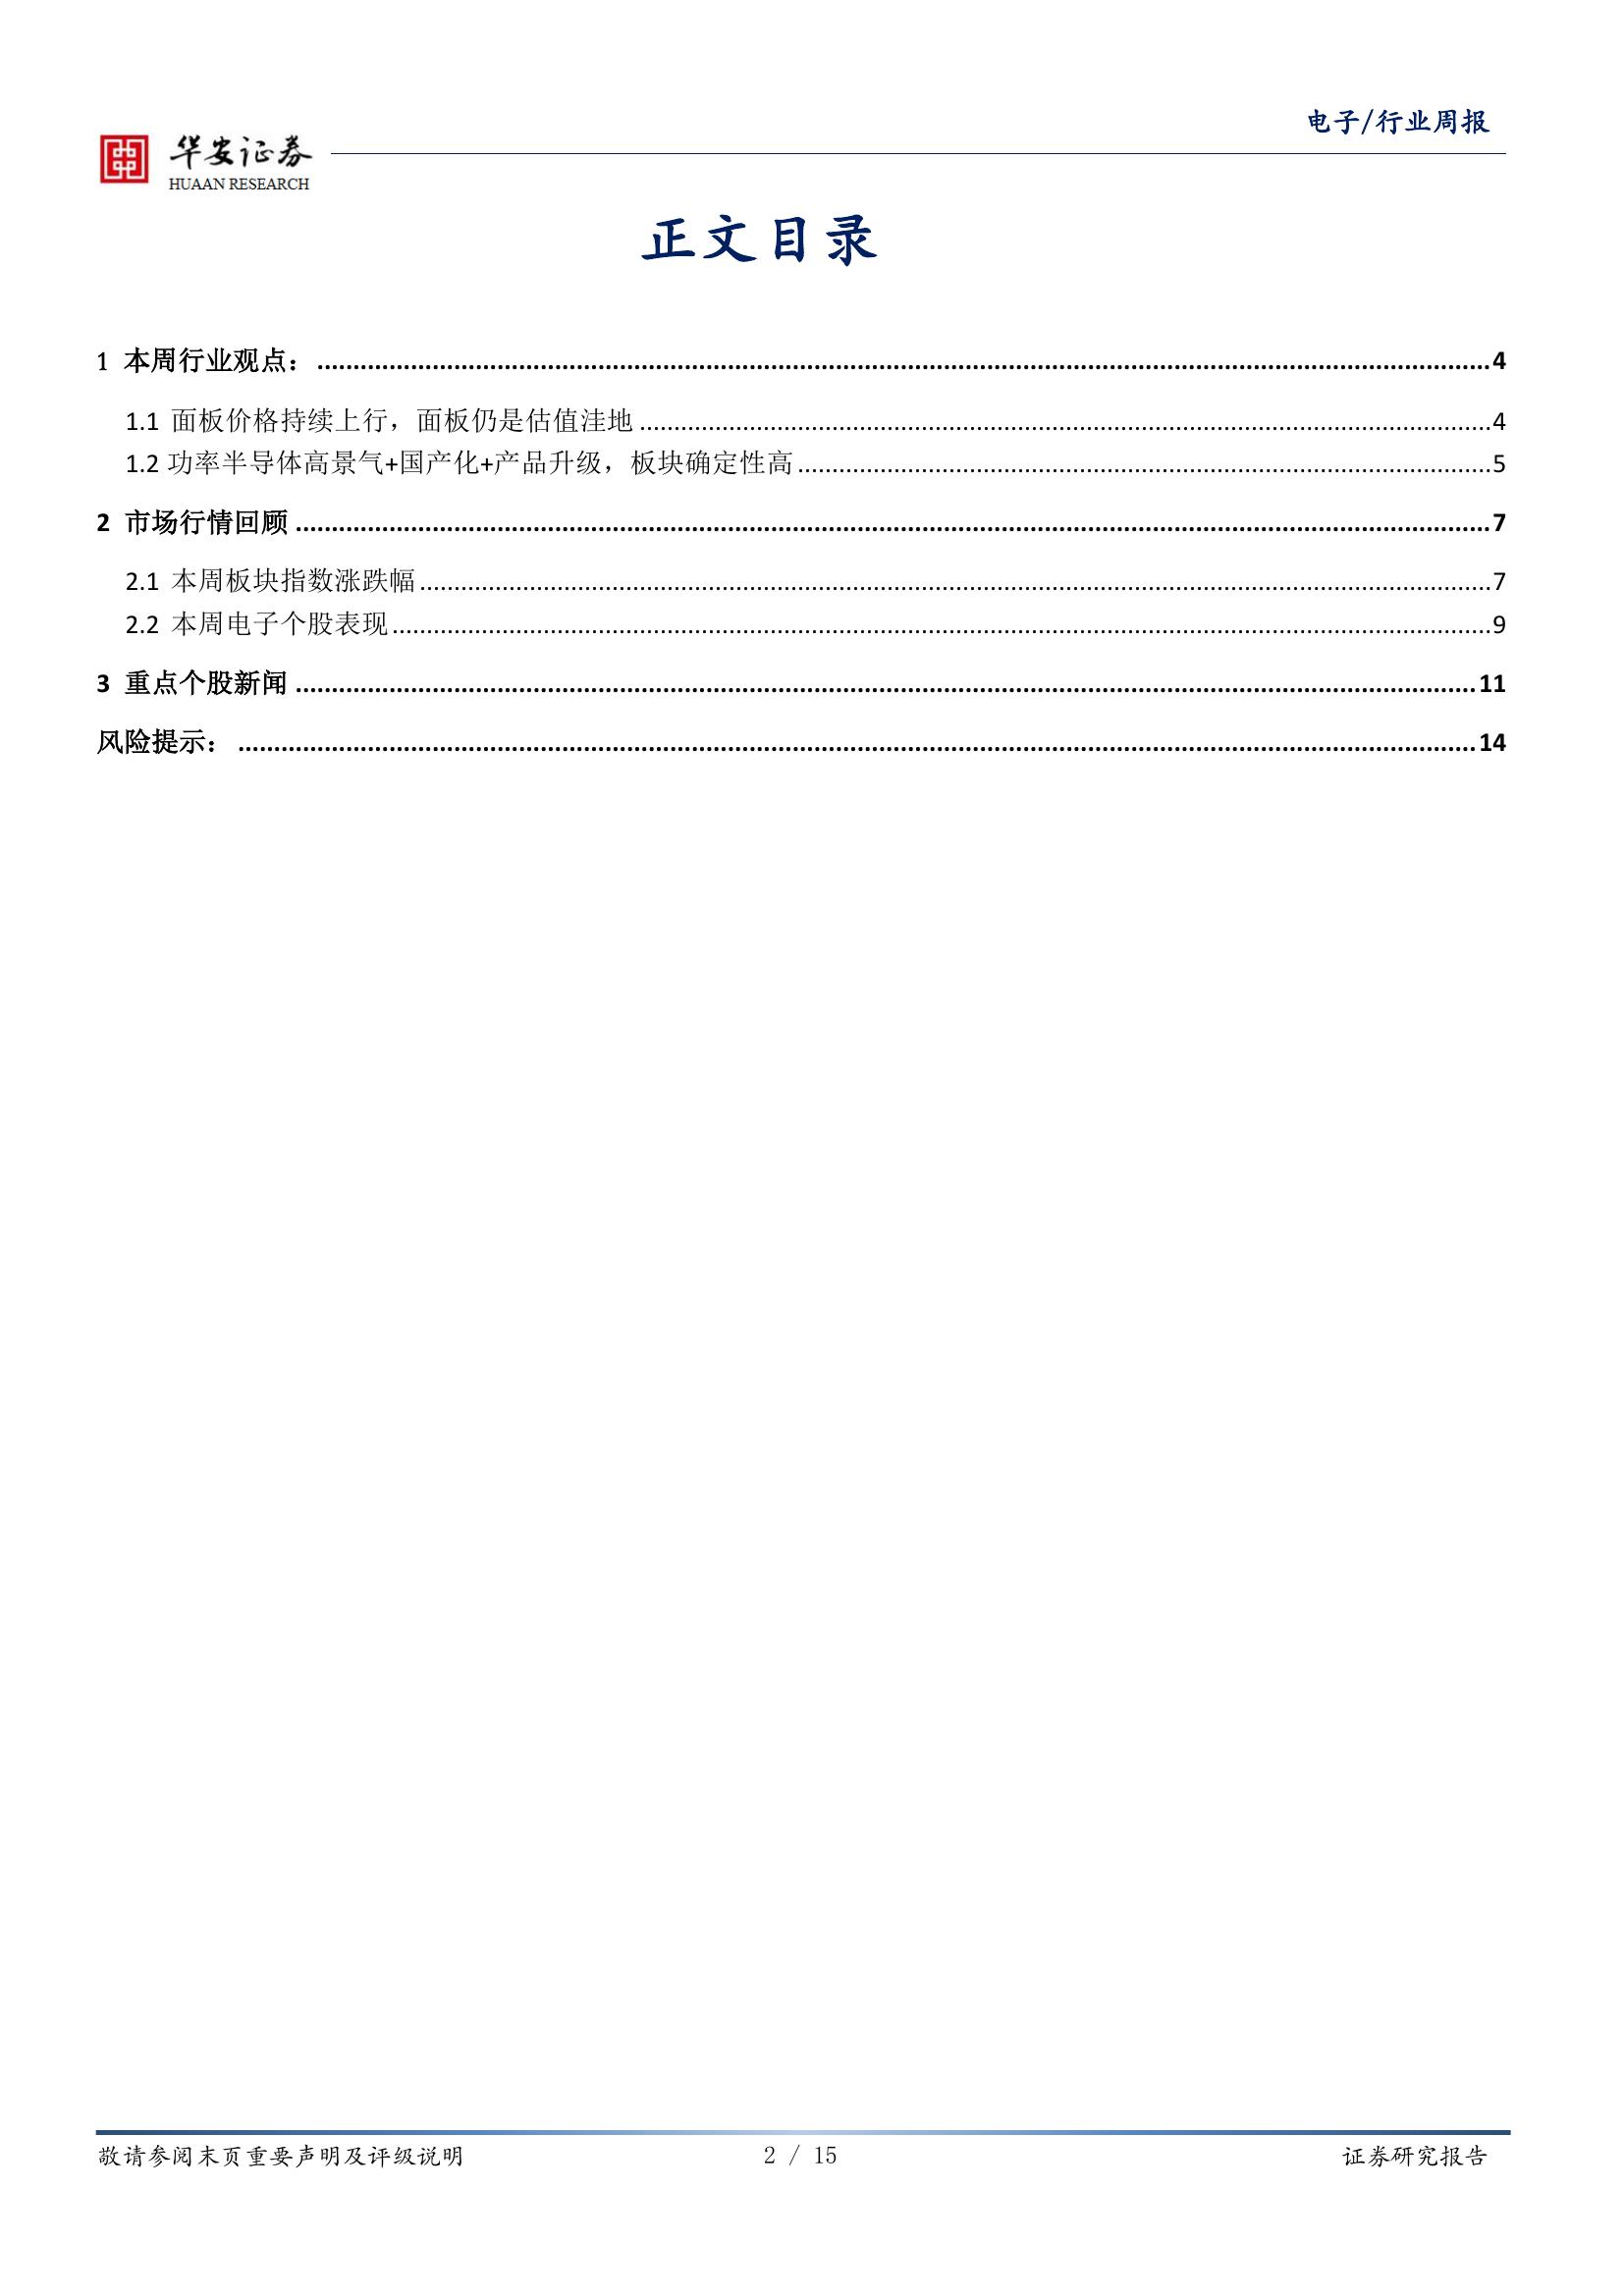 电子/行业周报
华安证券
HUAAN RESEARCH
正文目录
1 本周行业观点：........................................4
1.1 面板价格持续上行，面板仍是估值洼地........................................4
1.2 功率半导体高景气+国产化+产品升级，板块确定性高........................................5
2 市场行情回顾........................................7
2.1 本周板块指数涨跌幅........................................7
2.2 本周电子个股表现........................................9
3 重点个股新闻........................................11
风险提示：........................................14
敬请参阅末页重要声明及评级说明 2 / 15 证券研究报告